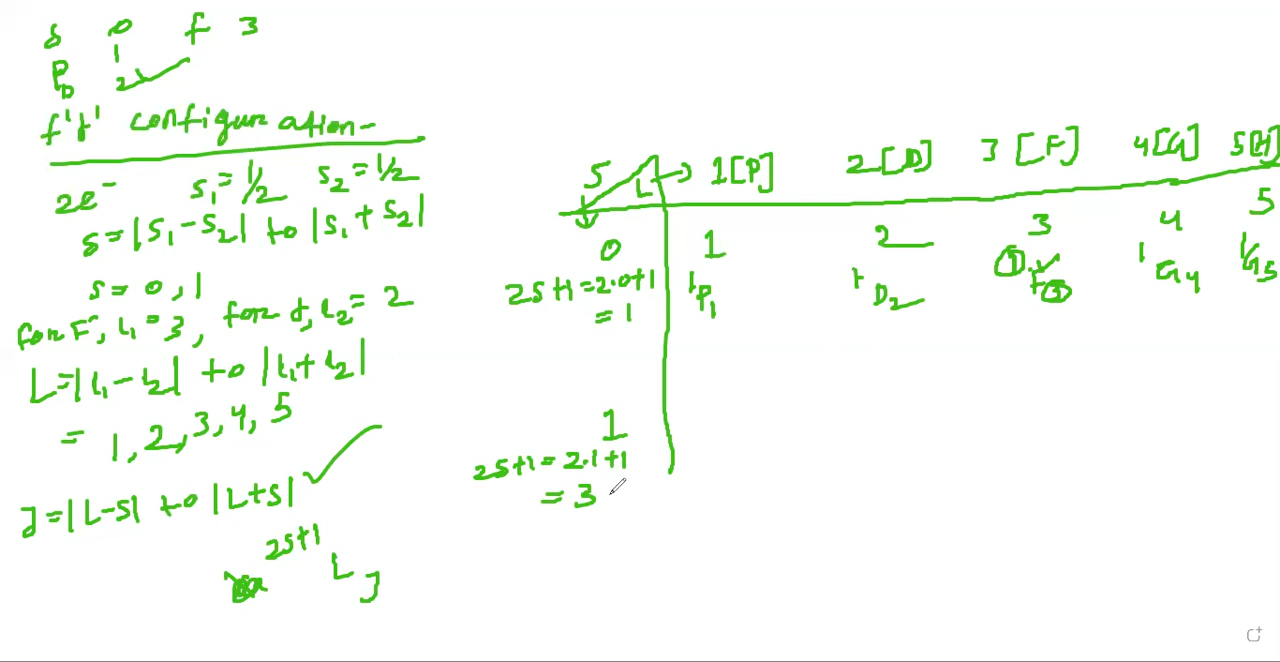 s 0 f 3
p 1
D 2
f'd' configuration-
2e⁻ s₁=1/2 s₂=1/2
s=|s₁-s₂| to |s₁+s₂|
s= 0,1
for F, l₁=3, for d, l₂=2
L=|l₁-l₂| to |l₁+l₂|
= 1,2,3,4,5
J=|L-S| to |L+S|
2S+1
L J
S L 1[P] 2[D] 3[F] 4[G] 5[H]
0 1 2 3 4 5
2S+1=2.0+1
= 1
¹P₁ ¹D₂ ¹F₃ ¹G₄ ¹G₅
1
2S+1=2.1+1
= 3